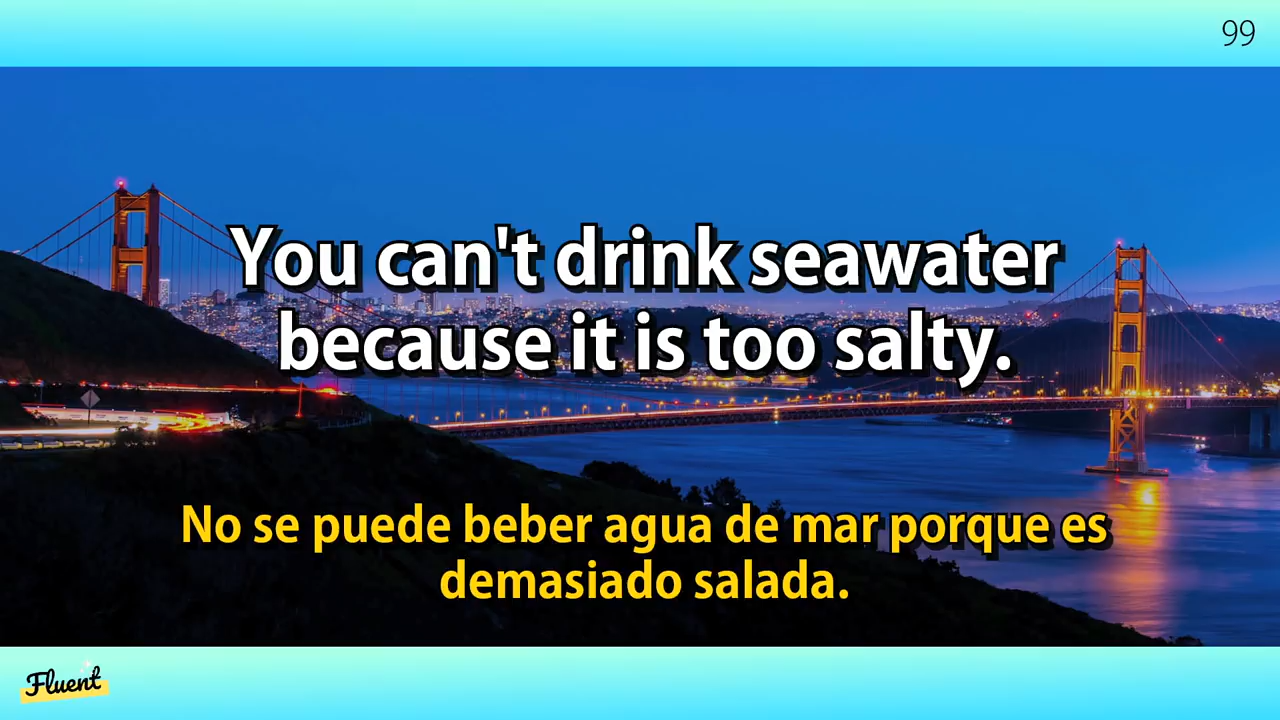 99
You can't drink seawater
because it is too salty.
No se puede beber agua de mar porque es
demasiado salada.
Fluent